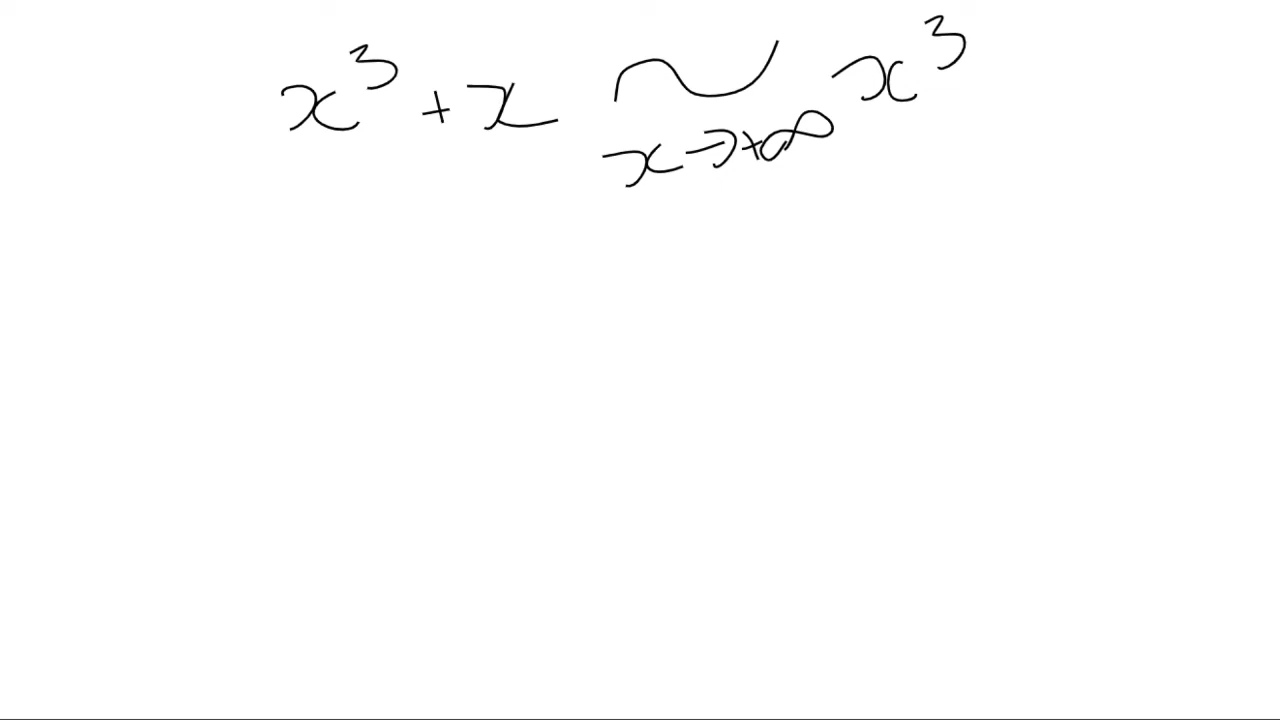 x³ + x ~ x³
x→+∞